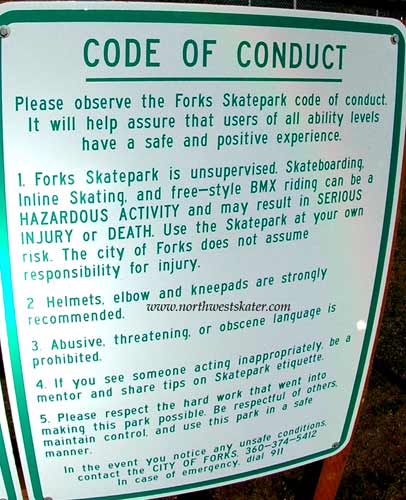 CODE OF CONDUCT
Please observe the Forks Skatepark code of conduct.
It will help assure that users of all ability levels
have a safe and positive experience.
1. Forks Skatepark is unsupervised. Skateboarding,
Inline Skating, and free-style BMX riding can be a
HAZARDOUS ACTIVITY and may result in SERIOUS
INJURY or DEATH. Use the Skatepark at your own
risk. The city of Forks does not assume
responsibility for injury.
2 Helmets, elbow and kneepads are strongly
recommended.
www.northwestskater.com
3. Abusive, threatening, or obscene language is
prohibited.
4. If you see someone acting inappropriately, be a
mentor and share tips on Skatepark etiquette.
5. Please respect the hard work that went into
making this park possible. Be respectful of others,
maintain control, and use this park in a safe
manner.
In the event you notice any unsafe conditions,
contact the CITY OF FORKS, 360-374-5412
In case of emergency, dial 911